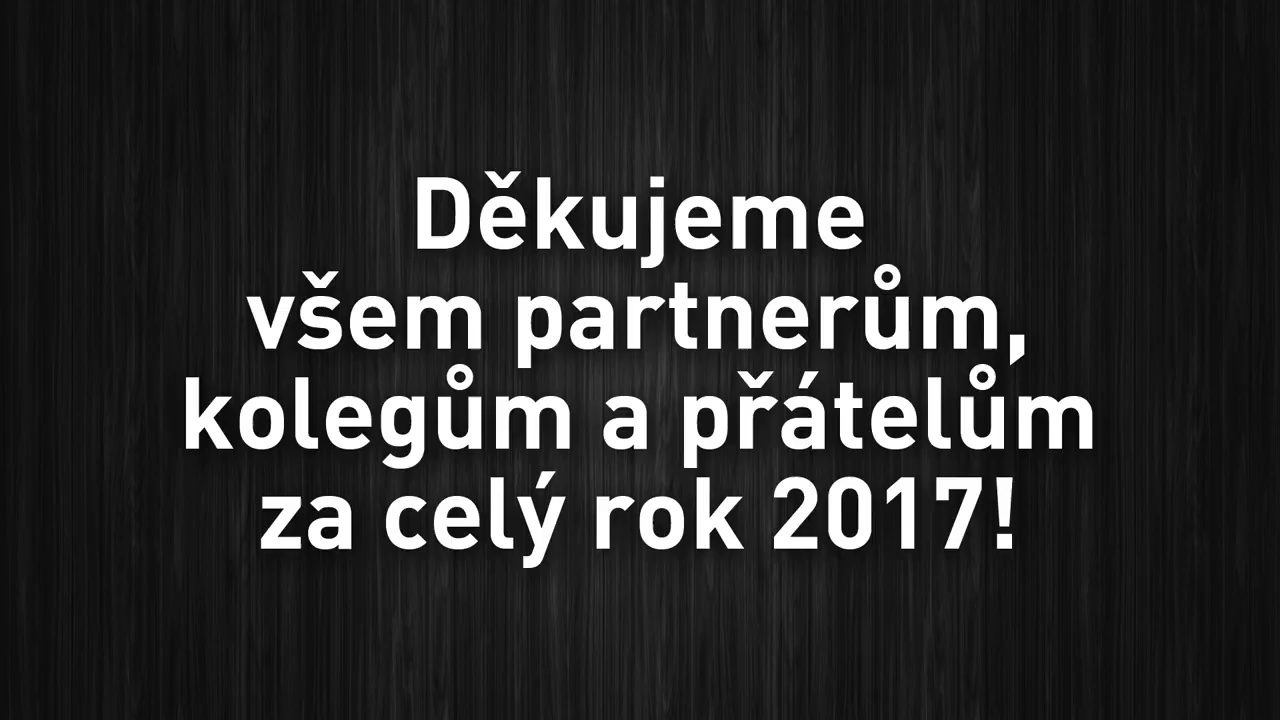 Děkujeme
všem partnerům,
kolegům a přátelům
za celý rok 2017!